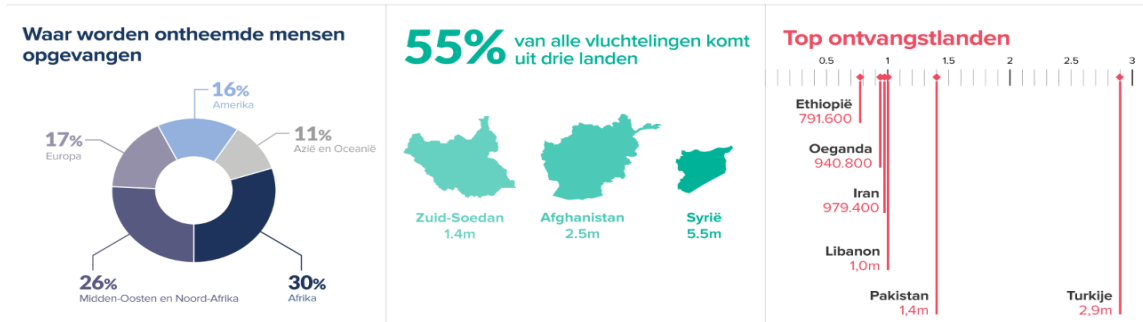 Waar worden ontheemde mensen
opgevangen
16%
Amerika
17%
Europa
11%
Azië en Oceanië
26%
Midden-Oosten en Noord-Afrika
30%
Afrika
55% van alle vluchtelingen komt
uit drie landen
Zuid-Soedan
1.4m
Afghanistan
2.5m
Syrië
5.5m
Top ontvangstlanden
0.5 1 1.5 2 2.5 3
Ethiopië
791.600
Oeganda
940.800
Iran
979.400
Libanon
1,0m
Pakistan
1,4m
Turkije
2,9m